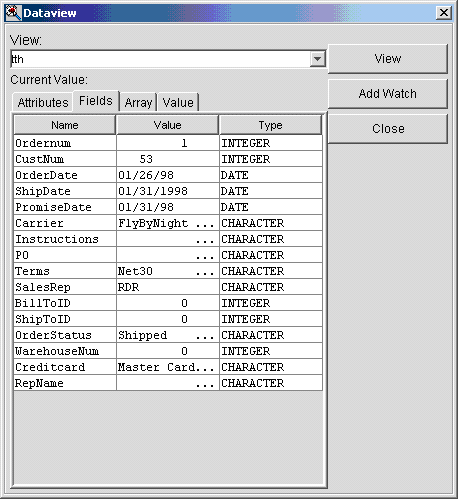 Dataview
View:
tth
View
Current Value:
Add Watch
Attributes Fields Array Value
Close
Name Value Type
Ordernum 1 INTEGER
CustNum 53 INTEGER
OrderDate 01/26/98 DATE
ShipDate 01/31/1998 DATE
PromiseDate 01/31/98 DATE
Carrier FlyByNight ... CHARACTER
Instructions ... CHARACTER
PO ... CHARACTER
Terms Net30 ... CHARACTER
SalesRep RDR CHARACTER
BillToID 0 INTEGER
ShipToID 0 INTEGER
OrderStatus Shipped ... CHARACTER
WarehouseNum 0 INTEGER
Creditcard Master Card... CHARACTER
RepName ... CHARACTER